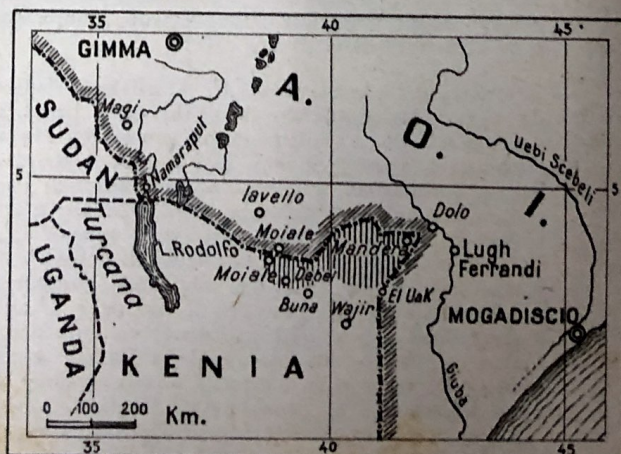 35
40
45
GIMMA
A.
Magi
O.
SUDAN
Namaraput
Uebi Scebeli
5
5
Iavello
I.
Dolo
Turcana
Moiale
L.Rodolfo
Mandera
Lugh
Ferrandi
UGANDA
Moiale
Debel
Buna
El Uak
Wajir
MOGADISCIO
KENIA
Giuba
0 100 200 Km.
35
40
45